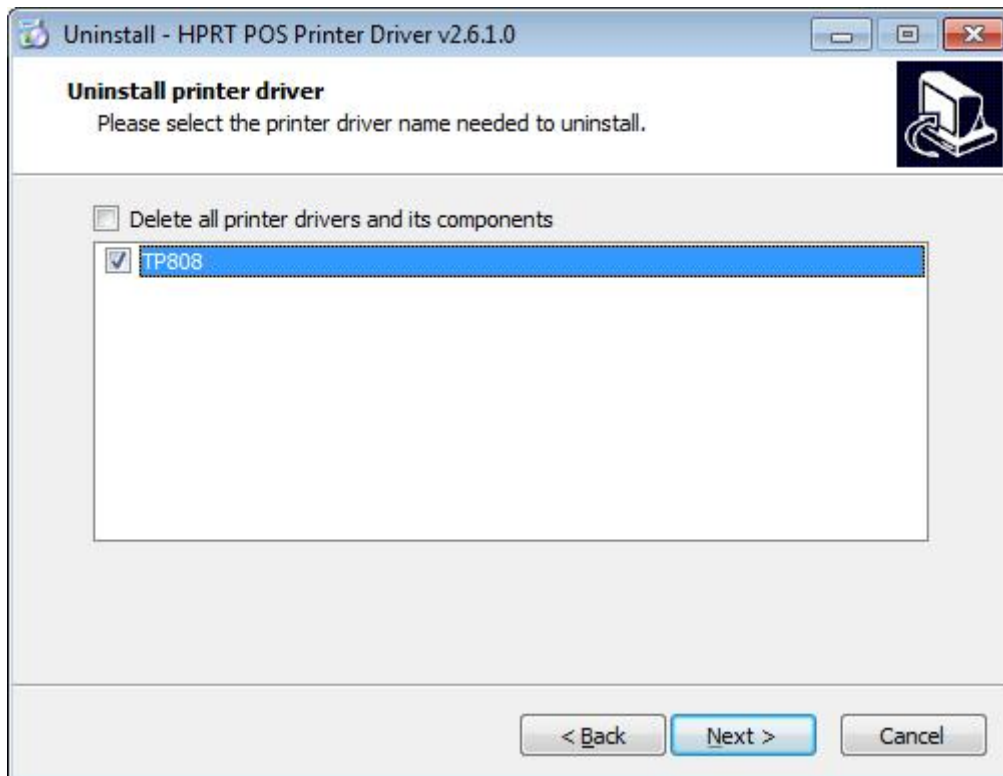 Uninstall - HPRT POS Printer Driver v2.6.1.0
Uninstall printer driver
Please select the printer driver name needed to uninstall.
Delete all printer drivers and its components
TP808
< Back
Next >
Cancel